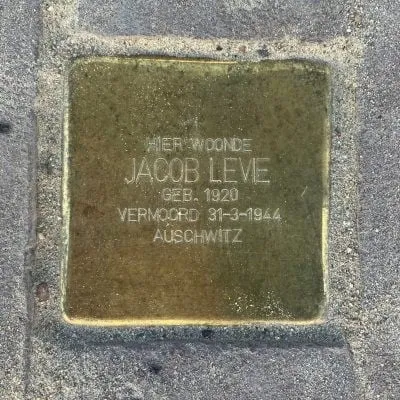 HIER WOONDE
JACOB LEVIE
GEB. 1920
VERMOORD 31-3-1944
AUSCHWITZ